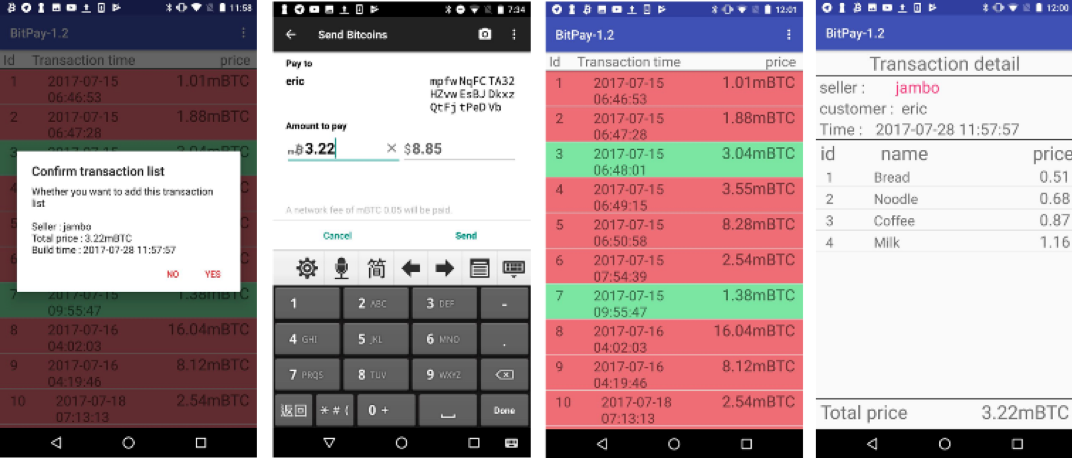 11:58
BitPay-1.2
Id Transaction time price
1 2017-07-15 1.01mBTC
06:46:53
2 2017-07-15 1.88mBTC
06:47:28
Confirm transaction list
Whether you want to add this transaction
list
Seller : jambo
Total price : 3.22mBTC
Build time : 2017-07-28 11:57:57
NO YES
7 2017-07-15 1.38mBTC
09:55:47
8 2017-07-16 16.04mBTC
04:02:03
9 2017-07-16 8.12mBTC
04:19:46
10 2017-07-18 2.54mBTC
07:13:13
7:34
Send Bitcoins
Pay to
eric mpfw NqFC TA32
HZvw EsBJ Dkxz
QtFj tPeD Vb
Amount to pay
m฿3.22 × $8.85
A network fee of mBTC 0.05 will be paid.
Cancel Send
简
1 2 ABC 3 DEF -
4 GHI 5 JKL 6 MNO .
7 PRQS 8 TUV 9 WXYZ
返回 * # ( 0 + Done
12:01
BitPay-1.2
Id Transaction time price
1 2017-07-15 1.01mBTC
06:46:53
2 2017-07-15 1.88mBTC
06:47:28
3 2017-07-15 3.04mBTC
06:48:01
4 2017-07-15 3.55mBTC
06:49:15
5 2017-07-15 8.28mBTC
06:50:58
6 2017-07-15 2.54mBTC
07:54:39
7 2017-07-15 1.38mBTC
09:55:47
8 2017-07-16 16.04mBTC
04:02:03
9 2017-07-16 8.12mBTC
04:19:46
10 2017-07-18 2.54mBTC
07:13:13
12:00
BitPay-1.2
Transaction detail
seller : jambo
customer : eric
Time : 2017-07-28 11:57:57
id name price
1 Bread 0.51
2 Noodle 0.68
3 Coffee 0.87
4 Milk 1.16
Total price 3.22mBTC